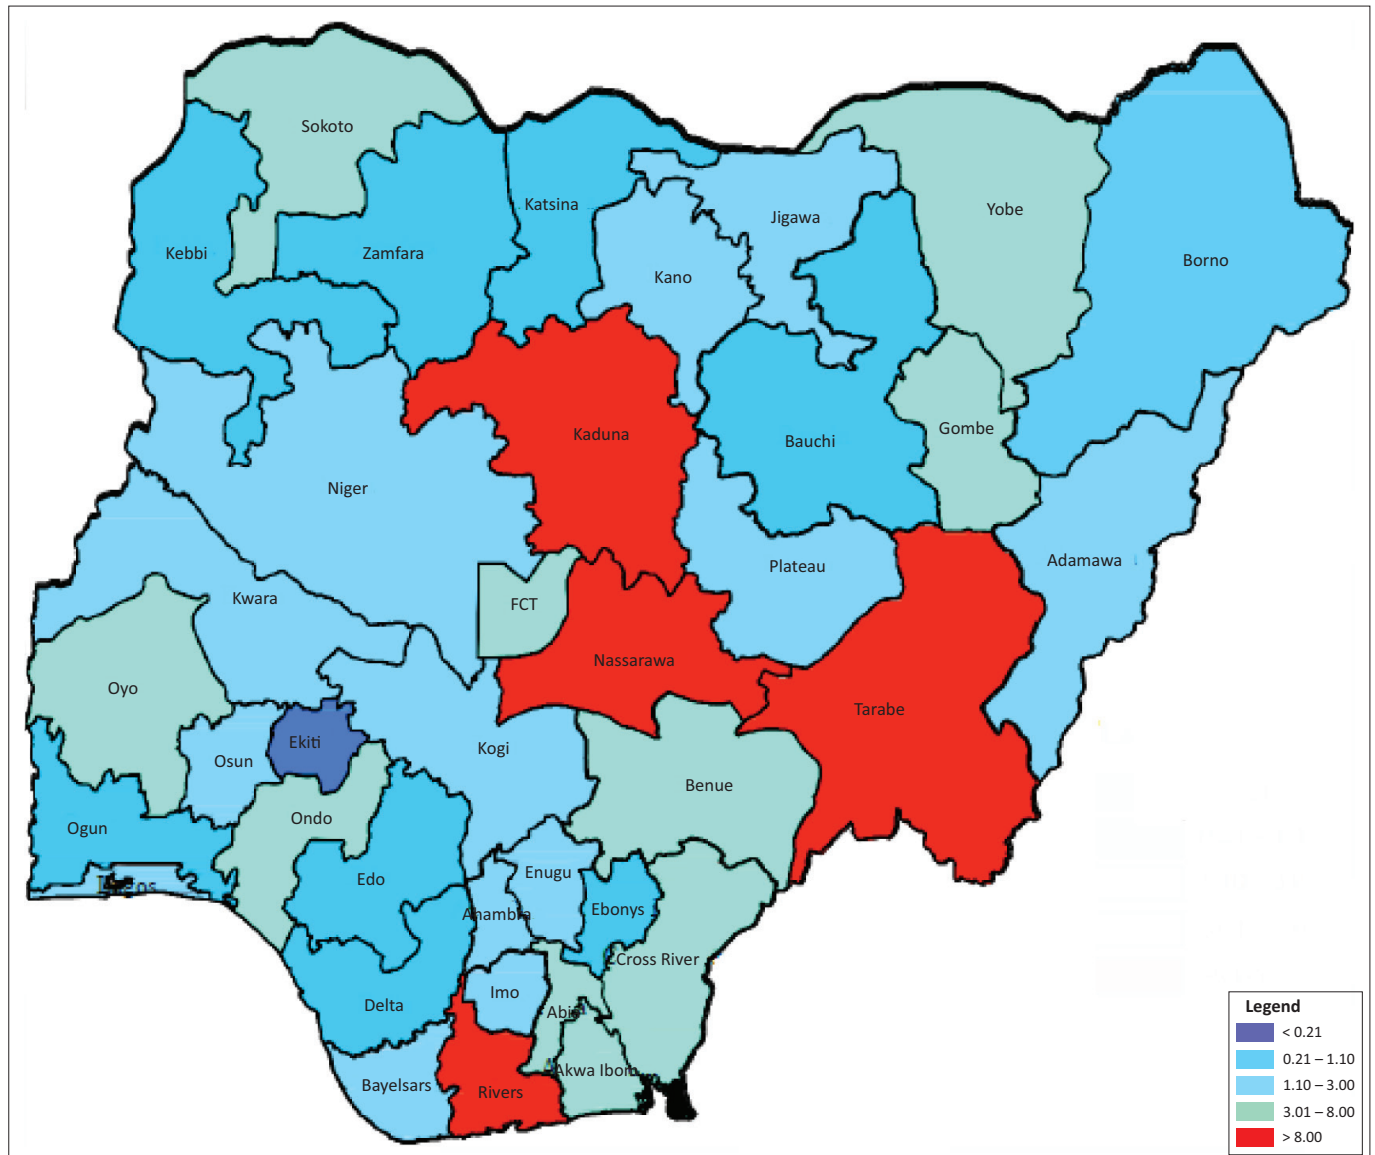 Sokoto
Katsina
Jigawa
Yobe
Kebbi
Zamfara
Kano
Borno
Kaduna
Bauchi
Gombe
Niger
Plateau
Adamawa
FCT
Kwara
Nassarawa
Oyo
Tarabe
Ekiti
Osun
Kogi
Benue
Ogun
Ondo
Edo
Enugu
Ebonys
Anambra
Cross River
Imo
Delta
Abia
Akwa Ibom
Bayelsars
Rivers
Legend
< 0.21
0.21 – 1.10
1.10 – 3.00
3.01 – 8.00
> 8.00